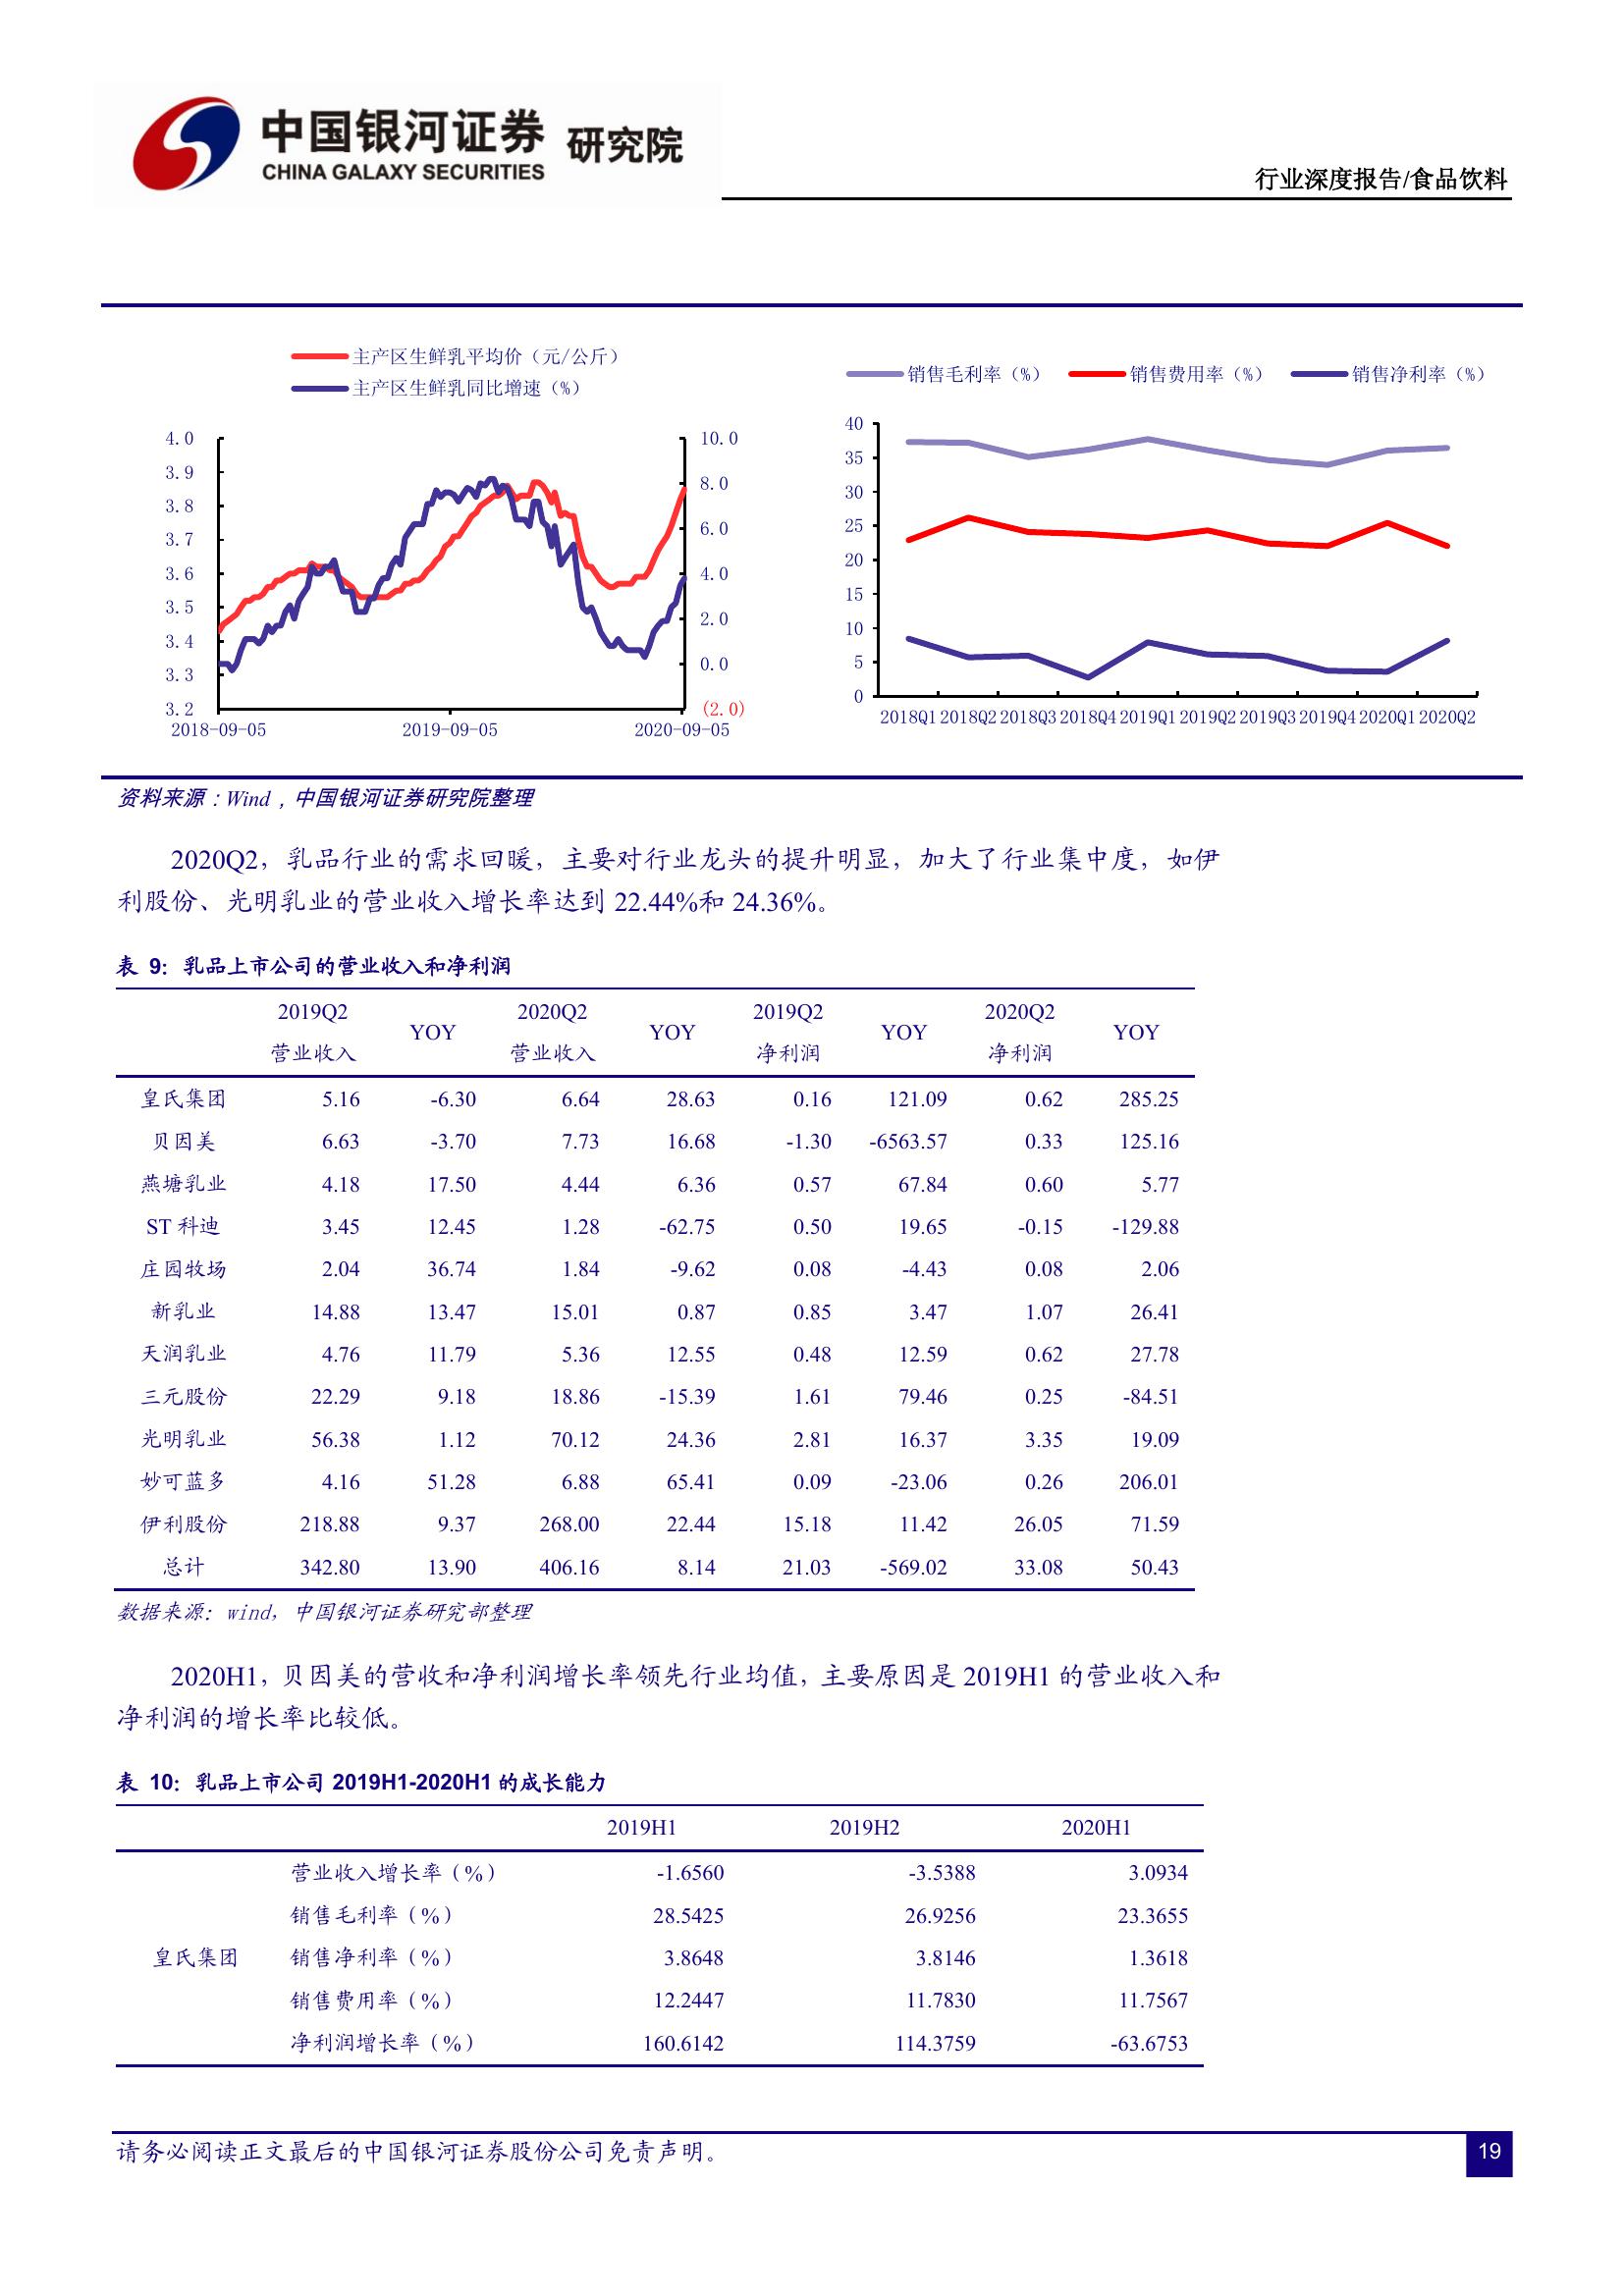 中国银河证券 研究院
CHINA GALAXY SECURITIES
行业深度报告/食品饮料
主产区生鲜乳平均价（元/公斤）
主产区生鲜乳同比增速（%）
4.0
3.9
3.8
3.7
3.6
3.5
3.4
3.3
3.2
10.0
8.0
6.0
4.0
2.0
0.0
(2.0)
2018-09-05 2019-09-05 2020-09-05
销售毛利率（%） 销售费用率（%） 销售净利率（%）
40
35
30
25
20
15
10
5
0
2018Q1 2018Q2 2018Q3 2018Q4 2019Q1 2019Q2 2019Q3 2019Q4 2020Q1 2020Q2
资料来源：Wind，中国银河证券研究院整理
2020Q2，乳品行业的需求回暖，主要对行业龙头的提升明显，加大了行业集中度，如伊
利股份、光明乳业的营业收入增长率达到 22.44%和 24.36%。
表 9：乳品上市公司的营业收入和净利润
2019Q2 2020Q2 2019Q2 2020Q2
YOY YOY YOY YOY
营业收入 营业收入 净利润 净利润
皇氏集团 5.16 -6.30 6.64 28.63 0.16 121.09 0.62 285.25
贝因美 6.63 -3.70 7.73 16.68 -1.30 -6563.57 0.33 125.16
燕塘乳业 4.18 17.50 4.44 6.36 0.57 67.84 0.60 5.77
ST 科迪 3.45 12.45 1.28 -62.75 0.50 19.65 -0.15 -129.88
庄园牧场 2.04 36.74 1.84 -9.62 0.08 -4.43 0.08 2.06
新乳业 14.88 13.47 15.01 0.87 0.85 3.47 1.07 26.41
天润乳业 4.76 11.79 5.36 12.55 0.48 12.59 0.62 27.78
三元股份 22.29 9.18 18.86 -15.39 1.61 79.46 0.25 -84.51
光明乳业 56.38 1.12 70.12 24.36 2.81 16.37 3.35 19.09
妙可蓝多 4.16 51.28 6.88 65.41 0.09 -23.06 0.26 206.01
伊利股份 218.88 9.37 268.00 22.44 15.18 11.42 26.05 71.59
总计 342.80 13.90 406.16 8.14 21.03 -569.02 33.08 50.43
数据来源：wind，中国银河证券研究部整理
2020H1，贝因美的营收和净利润增长率领先行业均值，主要原因是 2019H1 的营业收入和
净利润的增长率比较低。
表 10：乳品上市公司 2019H1-2020H1 的成长能力
2019H1 2019H2 2020H1
营业收入增长率（%） -1.6560 -3.5388 3.0934
销售毛利率（%） 28.5425 26.9256 23.3655
皇氏集团 销售净利率（%） 3.8648 3.8146 1.3618
销售费用率（%） 12.2447 11.7830 11.7567
净利润增长率（%） 160.6142 114.3759 -63.6753
请务必阅读正文最后的中国银河证券股份公司免责声明。
19